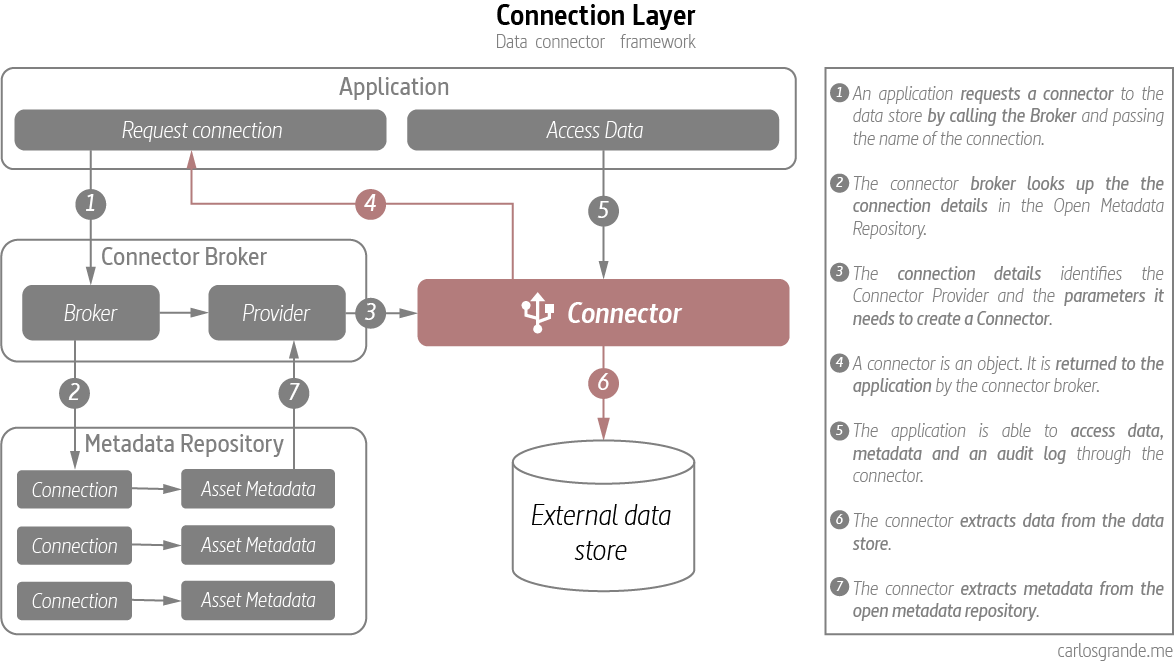 Connection Layer
Data connector framework
Application
Request connection
Access Data
1
4
5
Connector Broker
Broker
Provider
3
Connector
2
7
6
Metadata Repository
Connection
Asset Metadata
Connection
Asset Metadata
Connection
Asset Metadata
External data
store
1 An application requests a connector to the
data store by calling the Broker and passing
the name of the connection.
2 The connector broker looks up the the
connection details in the Open Metadata
Repository.
3 The connection details identifies the
Connector Provider and the parameters it
needs to create a Connector.
4 A connector is an object. It is returned to the
application by the connector broker.
5 The application is able to access data,
metadata and an audit log through the
connector.
6 The connector extracts data from the data
store.
7 The connector extracts metadata from the
open metadata repository.
carlosgrande.me